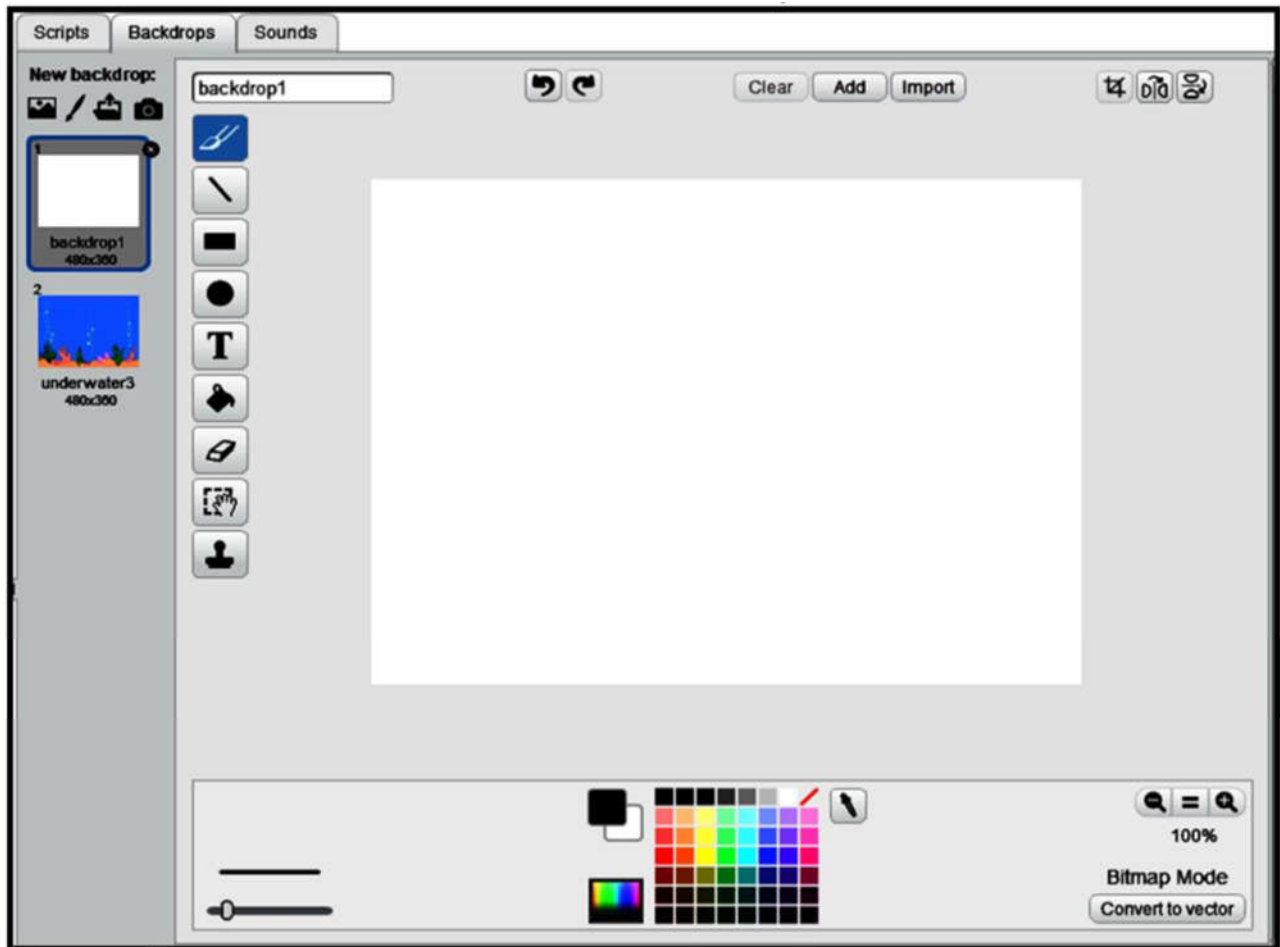 Scripts Backdrops Sounds
New backdrop:
backdrop1 Clear Add Import
1
backdrop1
480x360
2
underwater3
480x360
T
100%
Bitmap Mode
Convert to vector